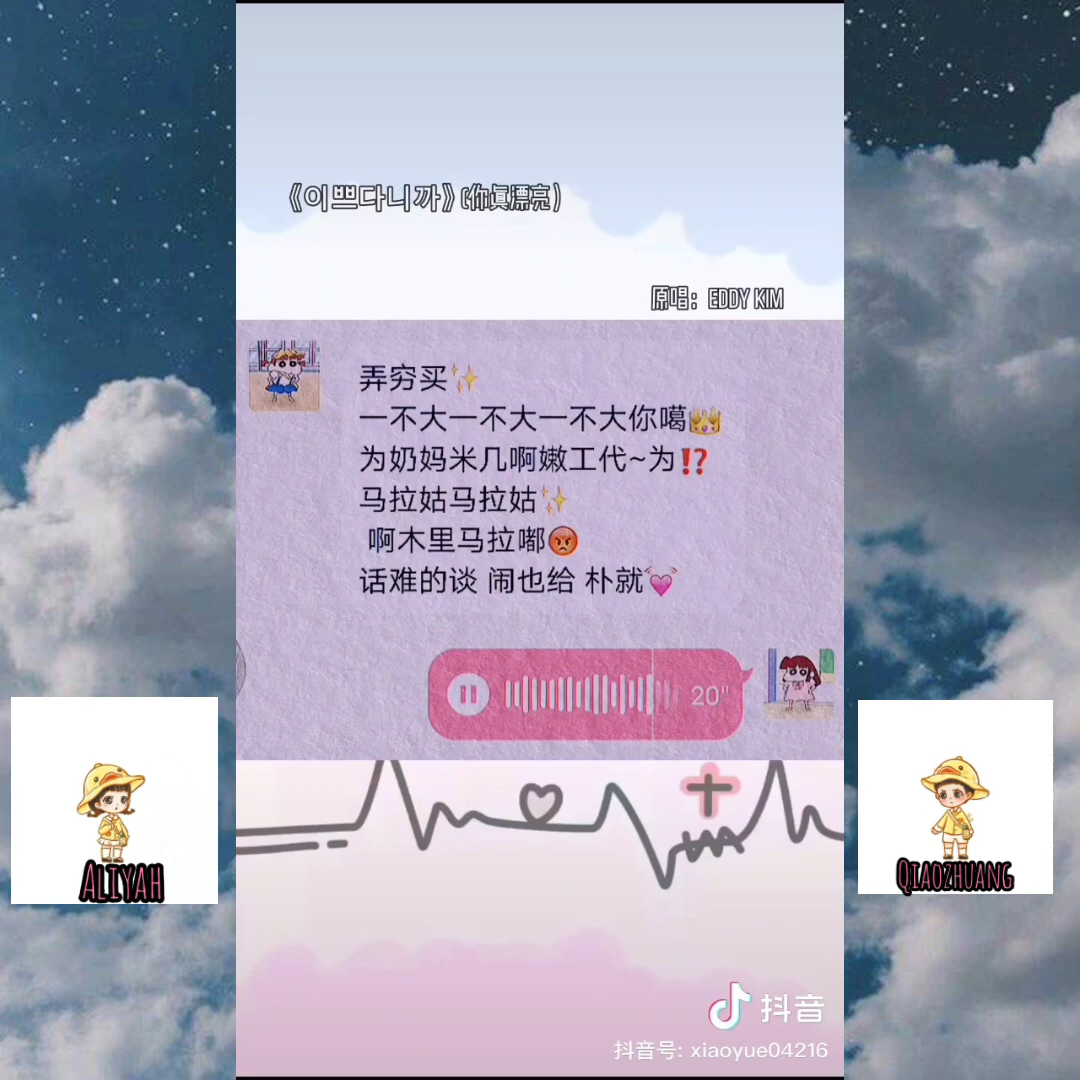 《이쁘다니까》(你真漂亮)
原唱：EDDY KIM
弄穷买✨
一不大一不大一不大你噶👑
为奶妈米几啊嫩工代~为⁉️
马拉姑马拉姑✨
啊木里马拉嘟😡
话难的谈 闹也给 朴就💓
20"
ALIYAH
QIAOZHUANG
抖音
抖音号: xiaoyue04216